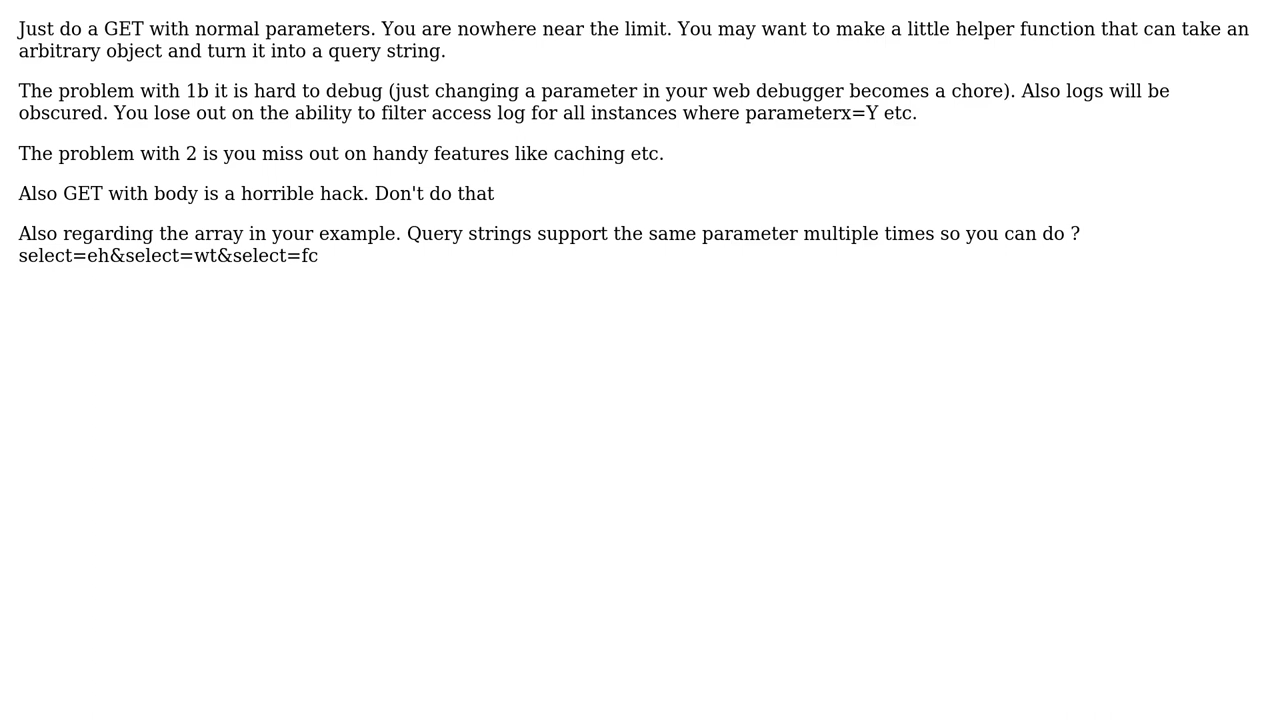 Just do a GET with normal parameters. You are nowhere near the limit. You may want to make a little helper function that can take an
arbitrary object and turn it into a query string.
The problem with 1b it is hard to debug (just changing a parameter in your web debugger becomes a chore). Also logs will be
obscured. You lose out on the ability to filter access log for all instances where parameterx=Y etc.
The problem with 2 is you miss out on handy features like caching etc.
Also GET with body is a horrible hack. Don't do that
Also regarding the array in your example. Query strings support the same parameter multiple times so you can do ?
select=eh&select=wt&select=fc